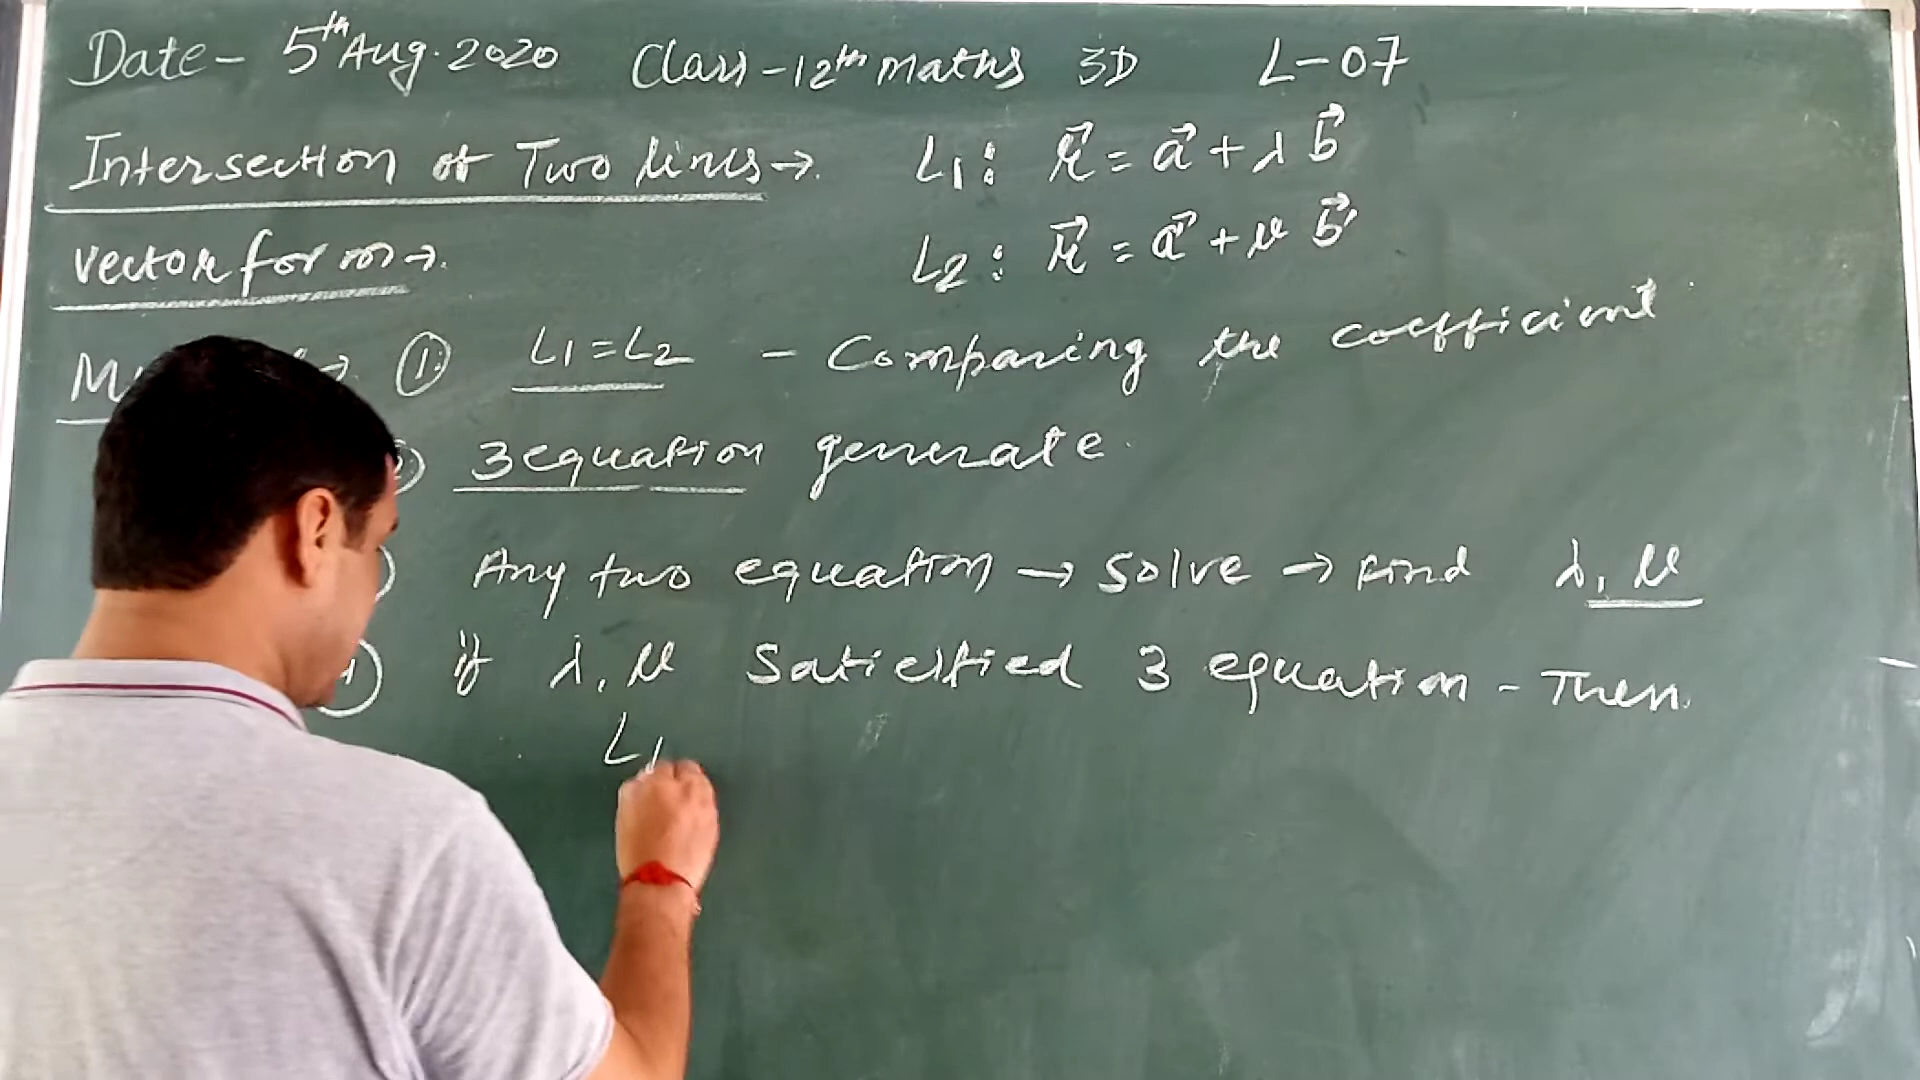 Date - 5th Aug. 2020 Class - 12th maths 3D L-07
Intersection of Two lines →. L1 : r⃗ = a⃗ + λ b⃗
Vector form →. L2 : r⃗ = a⃗' + μ b⃗'
① L1 = L2 - Comparing the coefficient
3 equation generate.
Any two equation → Solve → find λ, μ
if λ, μ Satisified 3 equation - Then.
L1